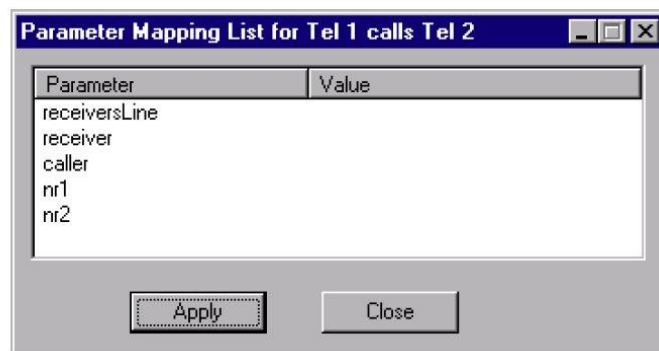 Parameter Mapping List for Tel 1 calls Tel 2
Parameter Value
receiversLine
receiver
caller
nr1
nr2
Apply Close